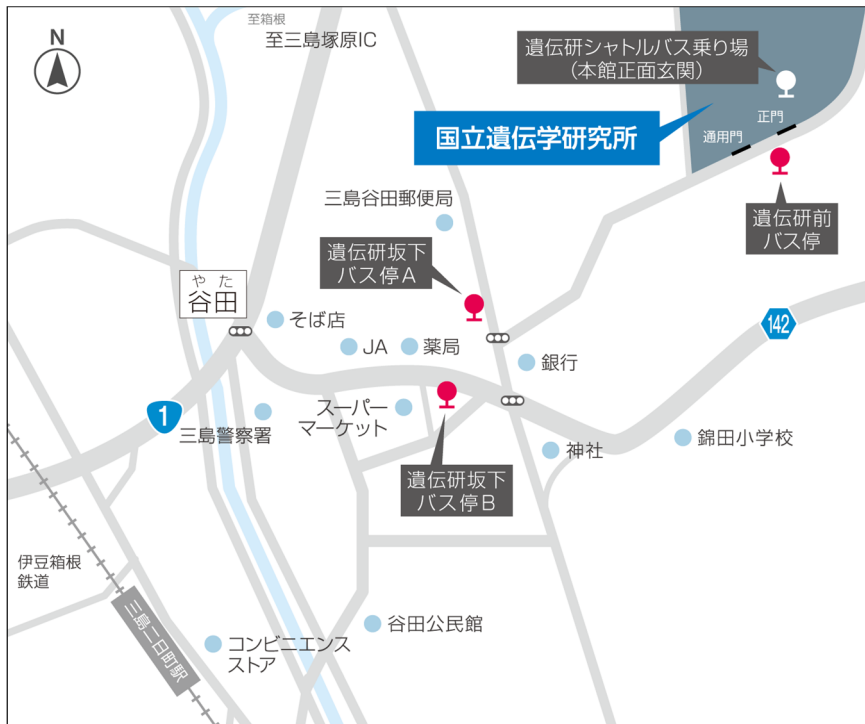 至箱根
至三島塚原IC
N
遺伝研シャトルバス乗り場
(本館正面玄関)
国立遺伝学研究所
正門
通用門
三島谷田郵便局
遺伝研前
バス停
遺伝研坂下
バス停A
やた
谷田
そば店
142
JA
薬局
銀行
1
三島警察署
スーパー
マーケット
神社
錦田小学校
遺伝研坂下
バス停B
伊豆箱根
鉄道
三島二日町駅
谷田公民館
コンビニエンス
ストア